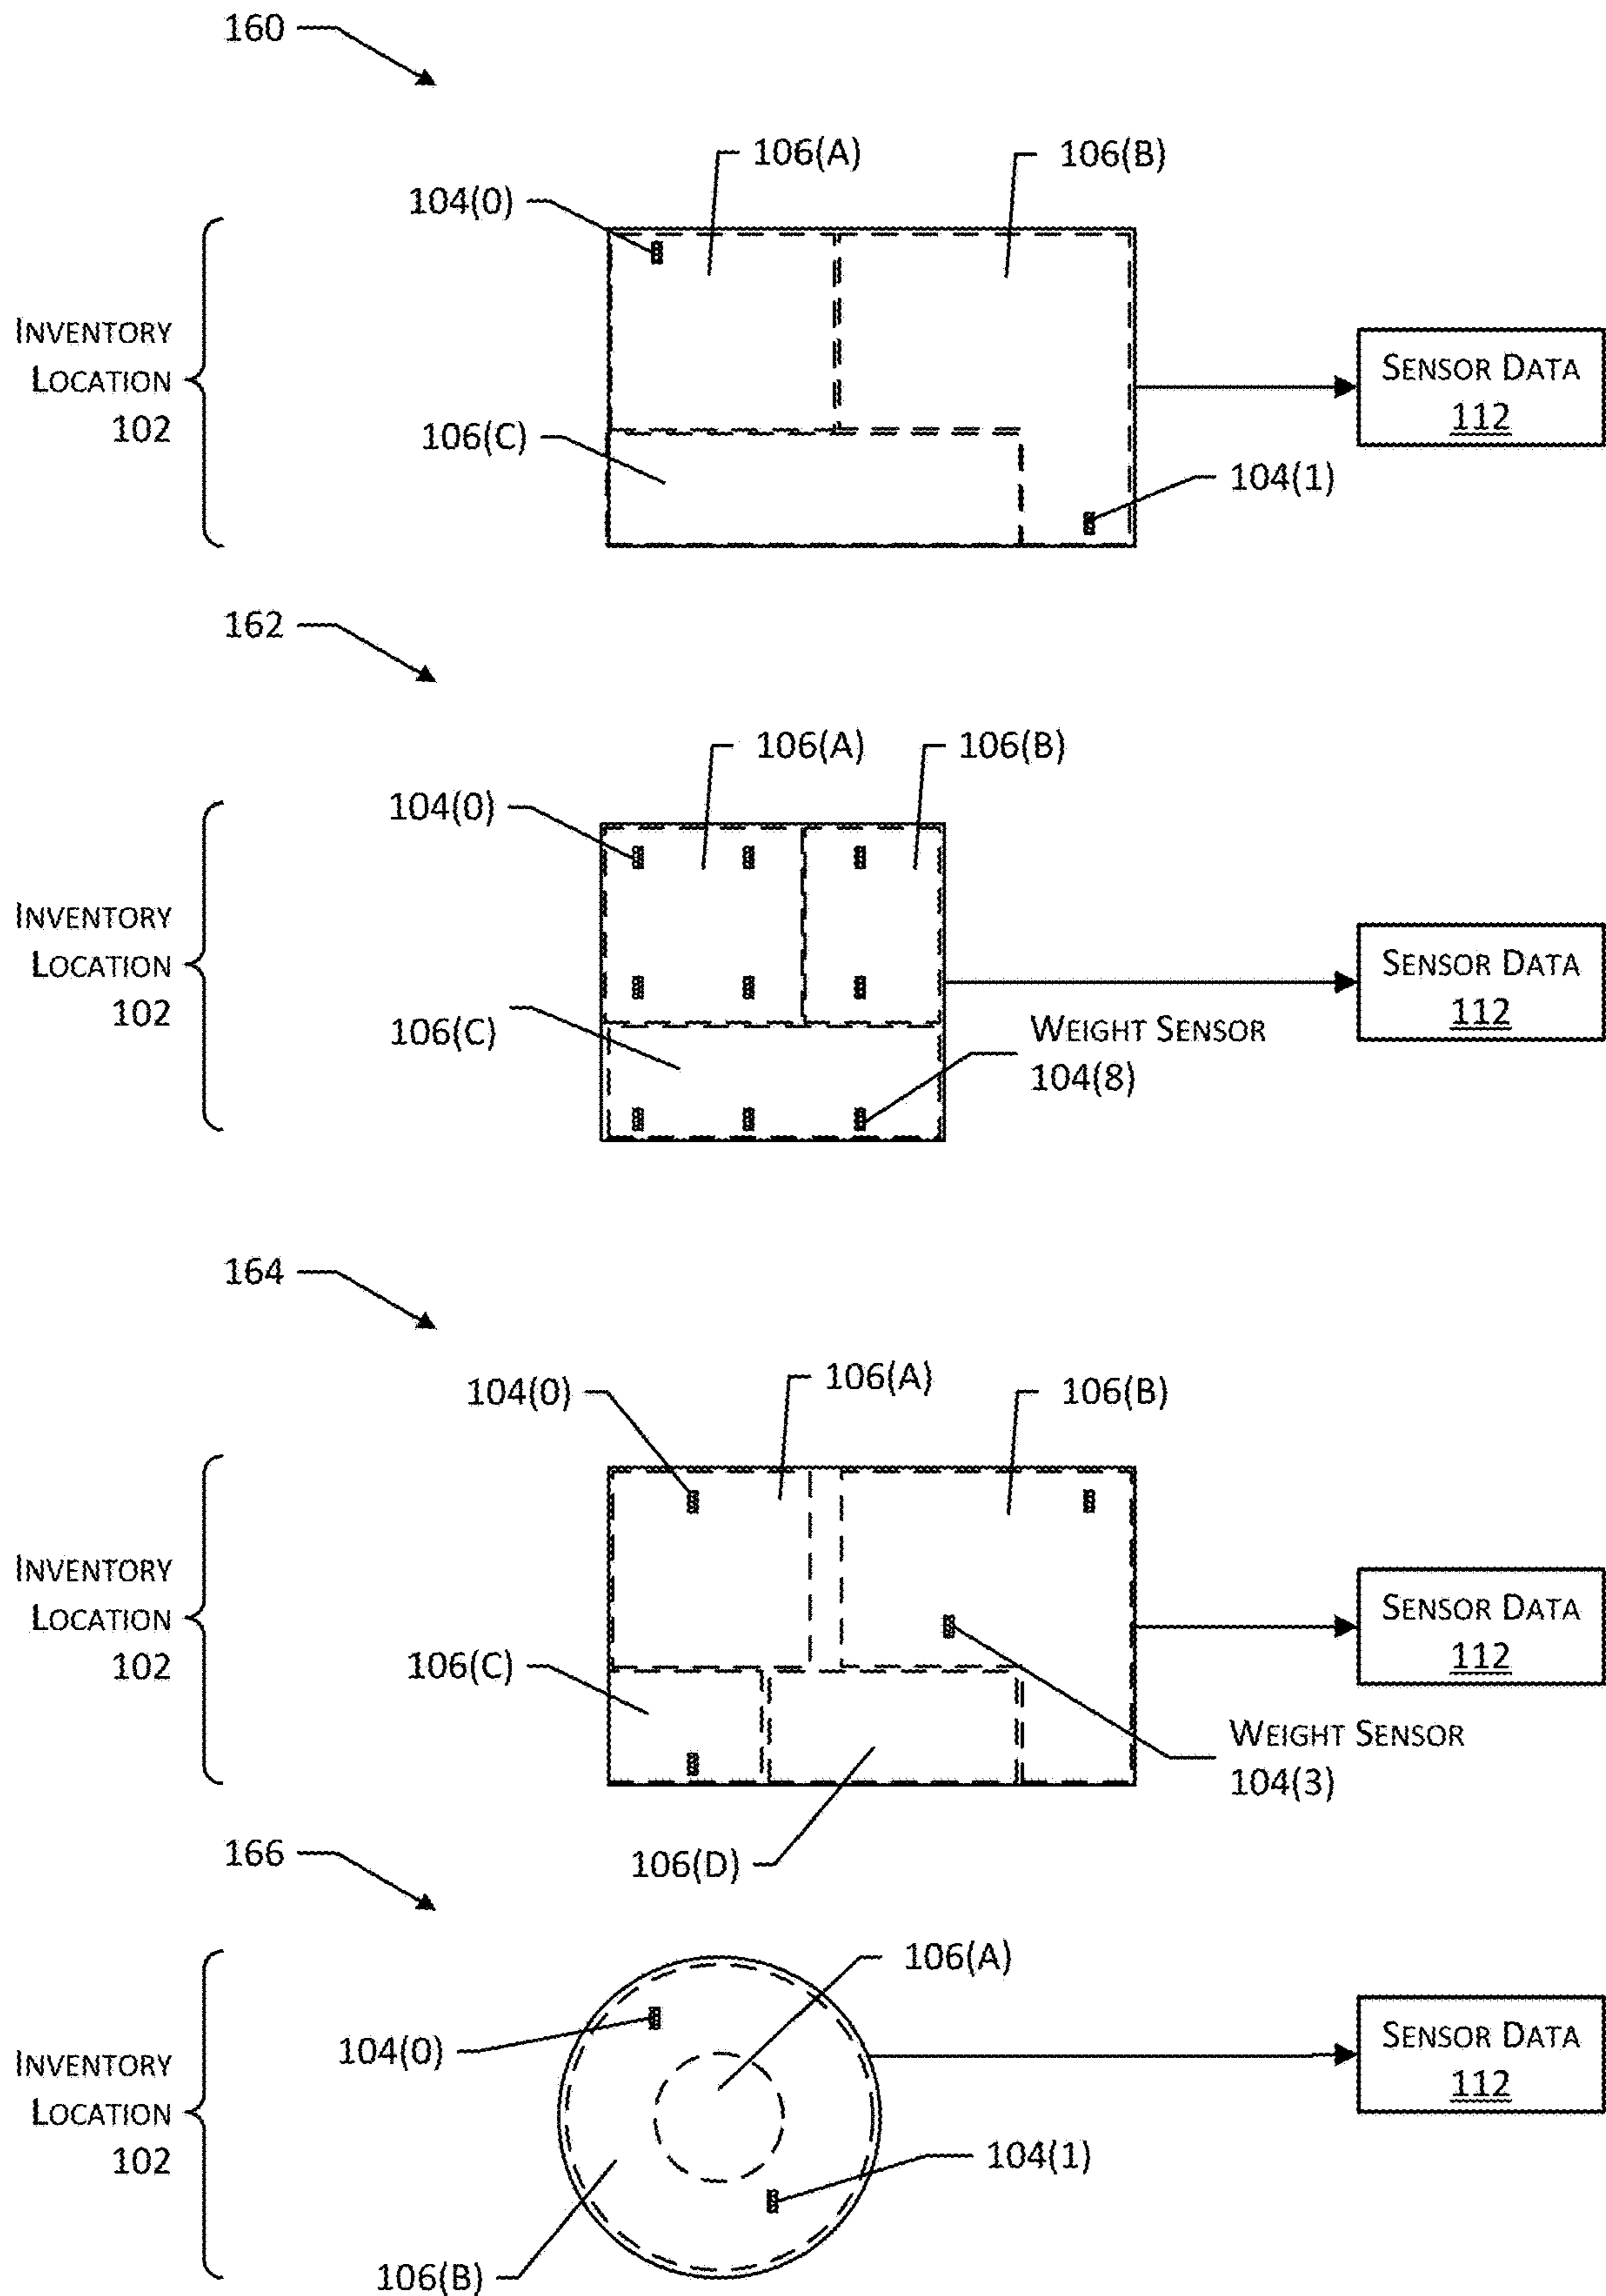 160
106(A)
106(B)
104(0)
INVENTORY
LOCATION
102
SENSOR DATA
112
106(C)
104(1)
162
106(A)
106(B)
104(0)
INVENTORY
LOCATION
102
SENSOR DATA
112
106(C)
WEIGHT SENSOR
104(8)
164
106(A)
106(B)
104(0)
INVENTORY
LOCATION
102
SENSOR DATA
112
106(C)
WEIGHT SENSOR
104(3)
106(D)
166
106(A)
104(0)
INVENTORY
LOCATION
102
SENSOR DATA
112
104(1)
106(B)